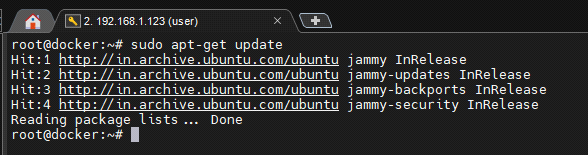 2. 192.168.1.123 (user)
root@docker:~# sudo apt-get update
Hit:1 http://in.archive.ubuntu.com/ubuntu jammy InRelease
Hit:2 http://in.archive.ubuntu.com/ubuntu jammy-updates InRelease
Hit:3 http://in.archive.ubuntu.com/ubuntu jammy-backports InRelease
Hit:4 http://in.archive.ubuntu.com/ubuntu jammy-security InRelease
Reading package lists... Done
root@docker:~#